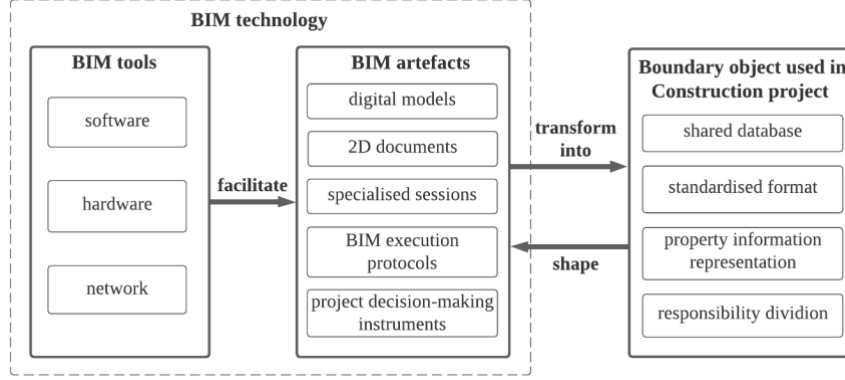 BIM technology
BIM tools
software
hardware
network
facilitate
BIM artefacts
digital models
2D documents
specialised sessions
BIM execution
protocols
project decision-making
instruments
transform
into
shape
Boundary object used in
Construction project
shared database
standardised format
property information
representation
responsibility dividion